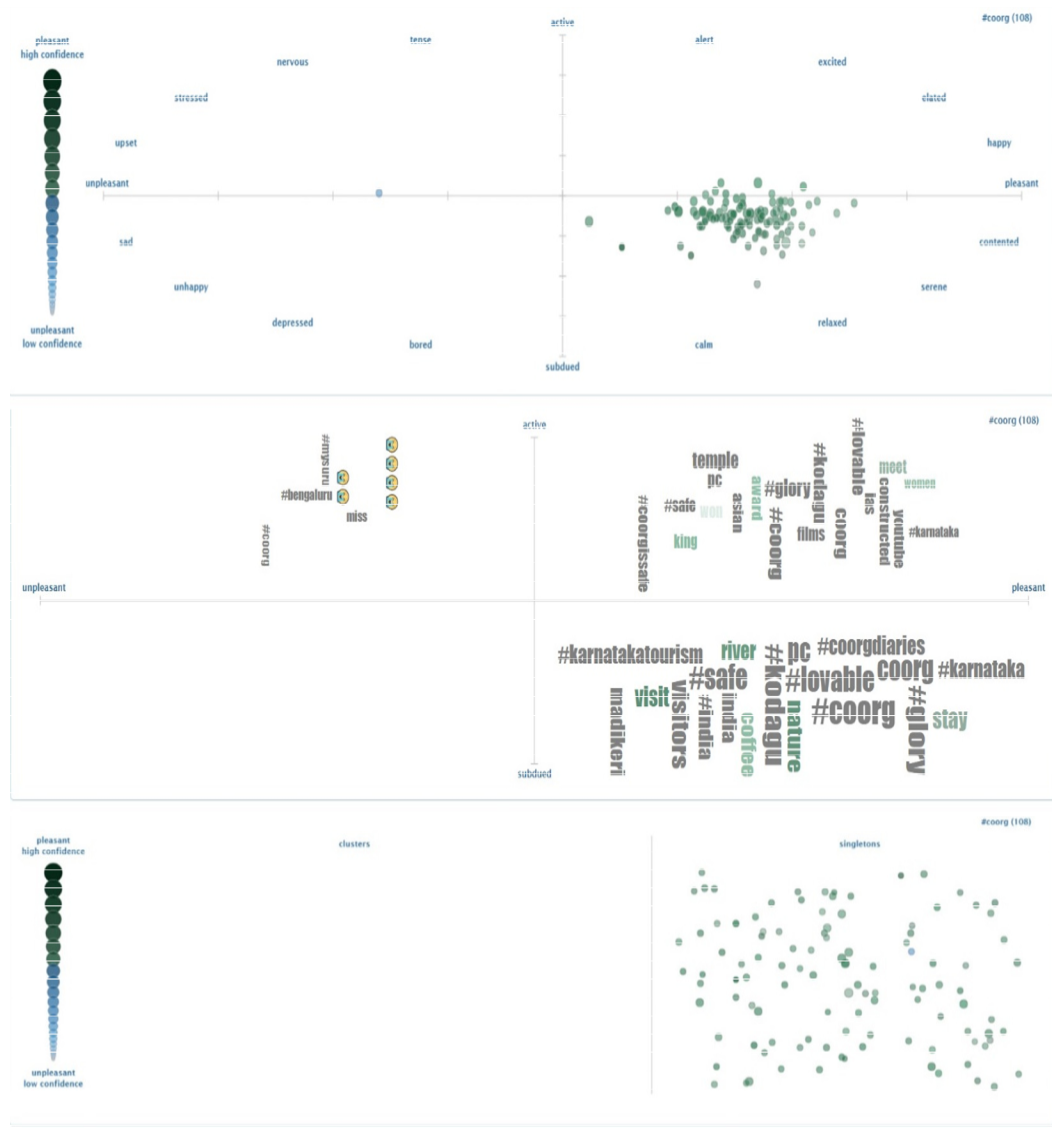 #coorg (108)
active
pleasant
high confidence
tense
alert
nervous
excited
stressed
elated
upset
happy
unpleasant
pleasant
sad
contented
unhappy
serene
depressed
relaxed
unpleasant
low confidence
bored
calm
subdued
#coorg (108)
active
#mysuru
#bengaluru
miss
#coorg
temple
pc
#safe
won
king
#coorgissafe
asian
award
#glory
#coorg
films
#kodagu
coorg
#lovable
ias
meet
women
constructed
youtube
#karnataka
unpleasant
pleasant
#karnatakatourism
river
#safe
visit
madikeri
visitors
#india
india
coffee
#kodagu
nature
pc
#coorgdiaries
#lovable
coorg
#karnataka
#coorg
#glory
stay
subdued
#coorg (108)
pleasant
high confidence
clusters
singletons
unpleasant
low confidence